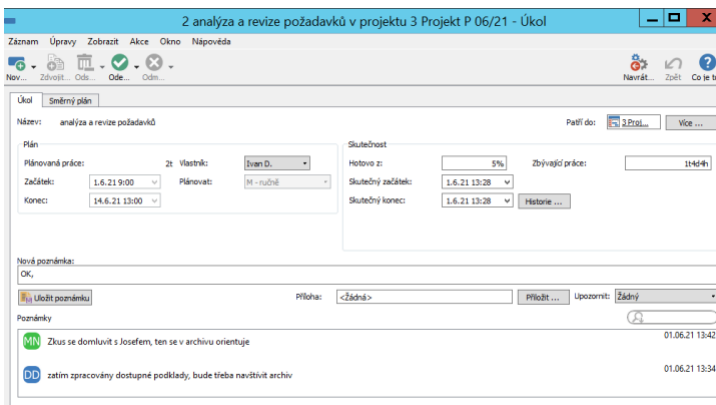 2 analýza a revize požadavků v projektu 3 Projekt P 06/21 - Úkol
Záznam Úpravy Zobrazit Akce Okno Nápověda
Nov... Zdvojit... Ods... Ode... Odm... Navrát... Zpět Co je t
Úkol Směrný plán
Název: analýza a revize požadavků Patří do: 3 Proj... Více ...
Plán Skutečnost
Plánovaná práce: 2t Vlastník: Ivan D. Hotovo z: 5% Zbývající práce: 1t4d4h
Začátek: 1.6.21 9:00 Plánovat: M - ručně Skutečný začátek: 1.6.21 13:28
Konec: 14.6.21 13:00 Skutečný konec: 1.6.21 13:28 Historie ...
Nová poznámka:
OK,
Uložit poznámku Příloha: <Žádná> Přiložit ... Upozornit: Žádný
Poznámky
MN Zkus se domluvit s Josefem, ten se v archivu orientuje 01.06.21 13:42
DD zatím zpracovány dostupné podklady, bude třeba navštívit archiv 01.06.21 13:34